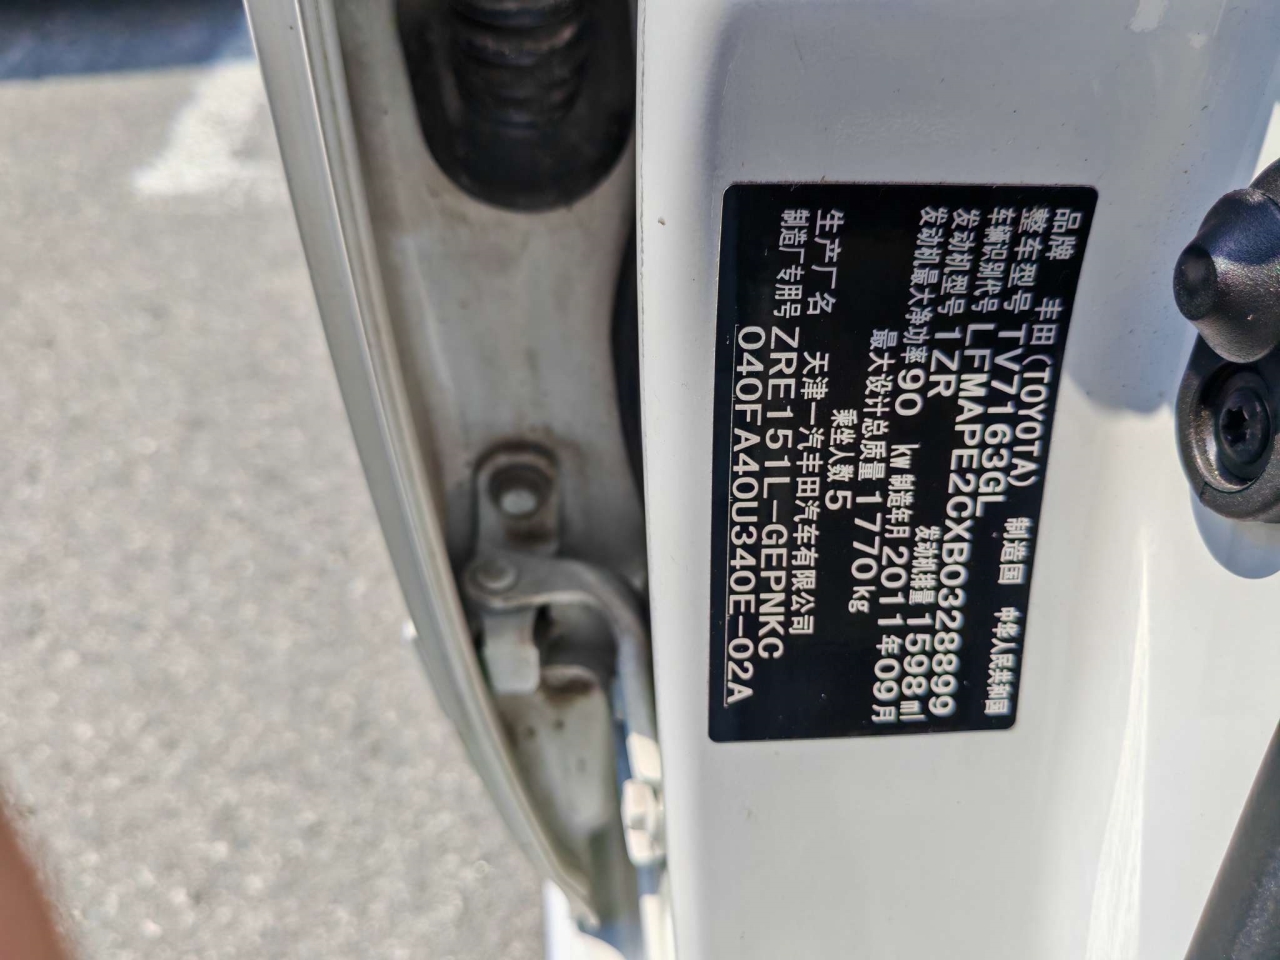 品牌 丰田(TOYOTA) 制造国 中华人民共和国
整车型号 TV7163GL
车辆识别代号 LFMAPE2CXB0328899
发动机型号 1ZR 发动机排量 1598ml
发动机最大净功率 90 kW 制造年月 2011年09月
最大设计总质量 1770kg
乘坐人数 5
生产厂名 天津一汽丰田汽车有限公司
制造厂专用号 ZRE151L-GEPNKC
040FA40U340E-02A